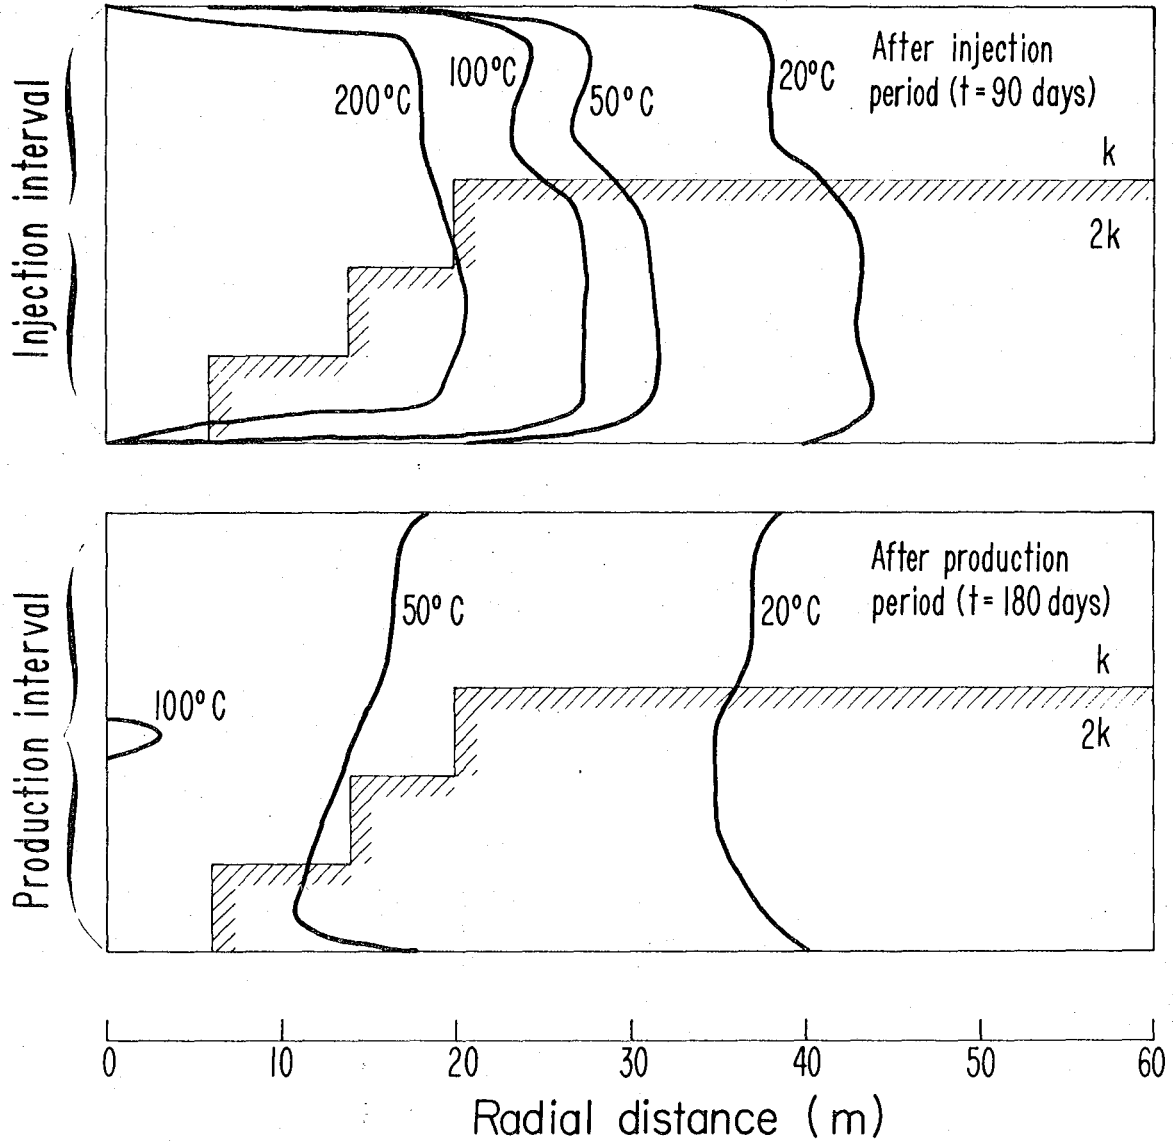 Injection interval
200°C
100°C
50°C
20°C
After injection
period (t = 90 days)
k
2k
Production interval
100°C
50°C
20°C
After production
period (t = 180 days)
k
2k
0 10 20 30 40 50 60
Radial distance (m)